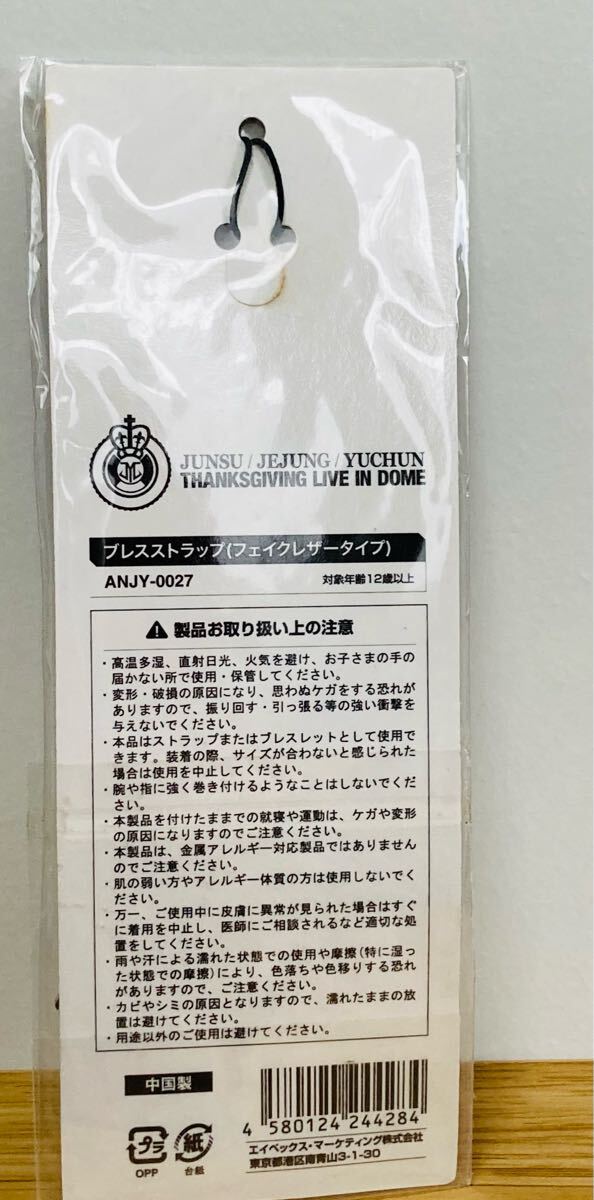 JUNSU / JEJUNG / YUCHUN
THANKSGIVING LIVE IN DOME
ブレスストラップ(フェイクレザータイプ)
ANJY-0027 対象年齢12歳以上
製品お取り扱い上の注意
・高温多湿、直射日光、火気を避け、お子さまの手の
届かない所で使用・保管してください。
・変形・破損の原因になり、思わぬケガをする恐れが
ありますので、振り回す・引っ張る等の強い衝撃を
与えないでください。
・本品はストラップまたはブレスレットとして使用で
きます。装着の際、サイズが合わないと感じられた
場合は使用を中止してください。
・腕や指に強く巻き付けるようなことはしないでくだ
さい。
・本製品を付けたままでの就寝や運動は、ケガや変形
の原因になりますのでご注意ください。
・本製品は、金属アレルギー対応製品ではありません
のでご注意ください。
・肌の弱い方やアレルギー体質の方は使用しないでく
ださい。
・万一、ご使用中に皮膚に異常が見られた場合はすぐ
に着用を中止し、医師にご相談されるなど適切な処
置をしてください。
・雨や汗による濡れた状態での使用や摩擦(特に湿っ
た状態での摩擦)により、色落ちや色移りする恐れ
がありますので、ご注意ください。
・カビやシミの原因となりますので、濡れたままの放
置は避けてください。
・用途以外のご使用は避けてください。
中国製
4 580124 244284
プラ 紙
OPP 台紙
エイベックス・マーケティング株式会社
東京都港区南青山3-1-30